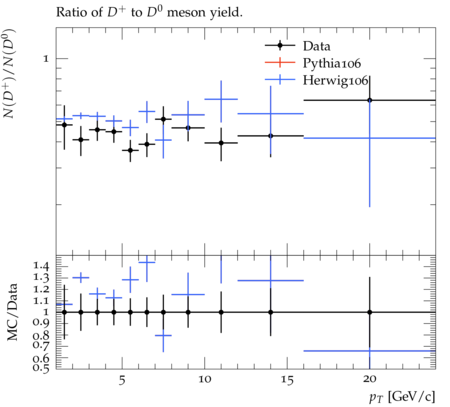 Ratio of D⁺ to D⁰ meson yield.
N(D⁺)/N(D⁰)
1
Data
Pythia106
Herwig106
MC/Data
1.4
1.3
1.2
1.1
1
0.9
0.8
0.7
0.6
0.5
5 10 15 20
p_T [GeV/c]